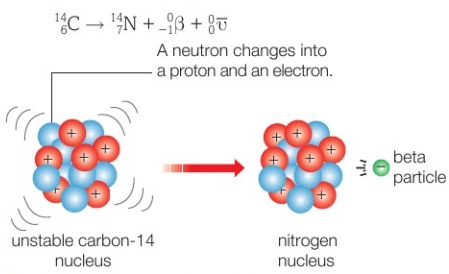 ¹⁴₆C → ¹⁴₇N + ⁰₋₁β + ⁰₀ῡ
A neutron changes into
a proton and an electron.
+ + + + + +
+ + + + + +
−
beta
particle
unstable carbon-14
nucleus
nitrogen
nucleus